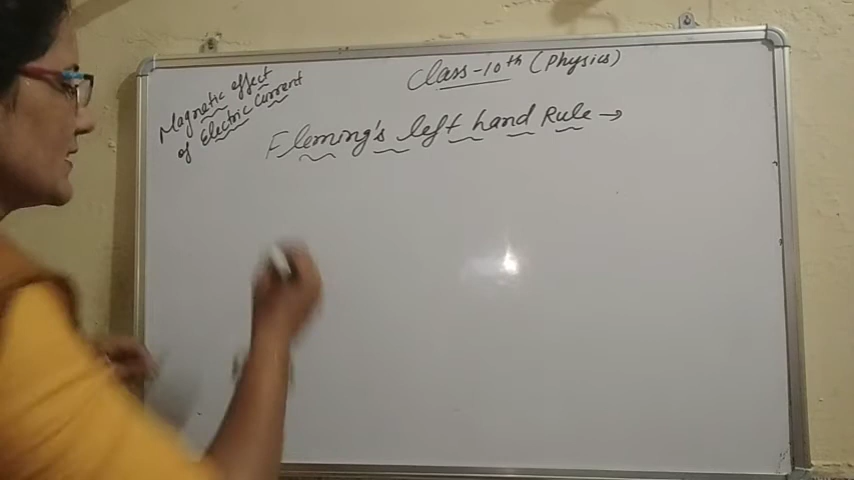 Class-10th (Physics)
Magnetic effect
of Electric Current
Fleming's left hand Rule →